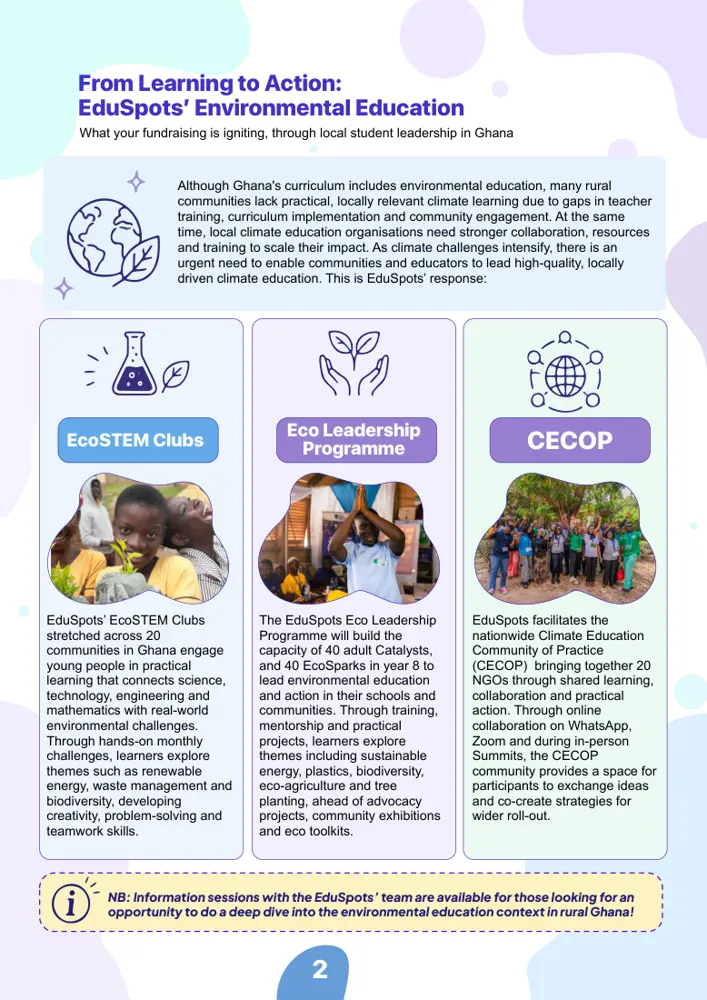 From Learning to Action:
EduSpots’ Environmental Education
What your fundraising is igniting, through local student leadership in Ghana
Although Ghana's curriculum includes environmental education, many rural
communities lack practical, locally relevant climate learning due to gaps in teacher
training, curriculum implementation and community engagement. At the same
time, local climate education organisations need stronger collaboration, resources
and training to scale their impact. As climate challenges intensify, there is an
urgent need to enable communities and educators to lead high-quality, locally
driven climate education. This is EduSpots’ response:
EcoSTEM Clubs
EduSpots’ EcoSTEM Clubs
stretched across 20
communities in Ghana engage
young people in practical
learning that connects science,
technology, engineering and
mathematics with real-world
environmental challenges.
Through hands-on monthly
challenges, learners explore
themes such as renewable
energy, waste management and
biodiversity, developing
creativity, problem-solving and
teamwork skills.
Eco Leadership
Programme
The EduSpots Eco Leadership
Programme will build the
capacity of 40 adult Catalysts,
and 40 EcoSparks in year 8 to
lead environmental education
and action in their schools and
communities. Through training,
mentorship and practical
projects, learners explore
themes including sustainable
energy, plastics, biodiversity,
eco-agriculture and tree
planting, ahead of advocacy
projects, community exhibitions
and eco toolkits.
CECOP
EduSpots facilitates the
nationwide Climate Education
Community of Practice
(CECOP)  bringing together 20
NGOs through shared learning,
collaboration and practical
action. Through online
collaboration on WhatsApp,
Zoom and during in-person
Summits, the CECOP
community provides a space for
participants to exchange ideas
and co-create strategies for
wider roll-out.
i
NB: Information sessions with the EduSpots’ team are available for those looking for an
opportunity to do a deep dive into the environmental education context in rural Ghana!
2